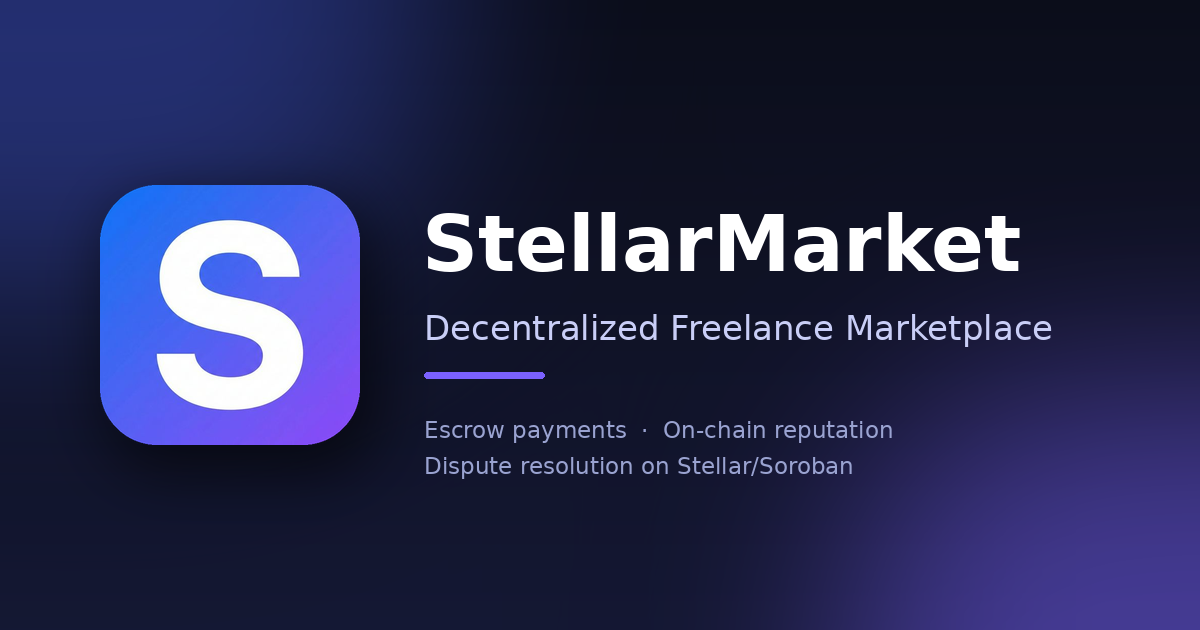 S
StellarMarket
Decentralized Freelance Marketplace
Escrow payments · On-chain reputation
Dispute resolution on Stellar/Soroban